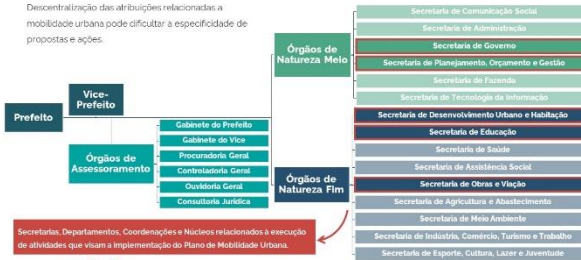 Descentralização das atribuições relacionadas a
mobilidade urbana pode dificultar a especificidade de
propostas e ações.
Prefeito
Vice-
Prefeito
Órgãos de
Assessoramento
Gabinete do Prefeito
Gabinete do Vice
Procuradoria Geral
Controladoria Geral
Ouvidoria Geral
Consultoria Jurídica
Órgãos de
Natureza Meio
Secretaria de Comunicação Social
Secretaria de Administração
Secretaria de Governo
Secretaria de Planejamento, Orçamento e Gestão
Secretaria de Fazenda
Secretaria de Tecnologia da Informação
Órgãos de
Natureza Fim
Secretaria de Desenvolvimento Urbano e Habitação
Secretaria de Educação
Secretaria de Saúde
Secretaria de Assistência Social
Secretaria de Obras e Viação
Secretaria de Agricultura e Abastecimento
Secretaria de Meio Ambiente
Secretaria de Indústria, Comércio, Turismo e Trabalho
Secretaria de Esporte, Cultura, Lazer e Juventude
Secretarias, Departamentos, Coordenações e Núcleos relacionados à execução
de atividades que visam a implementação do Plano de Mobilidade Urbana.